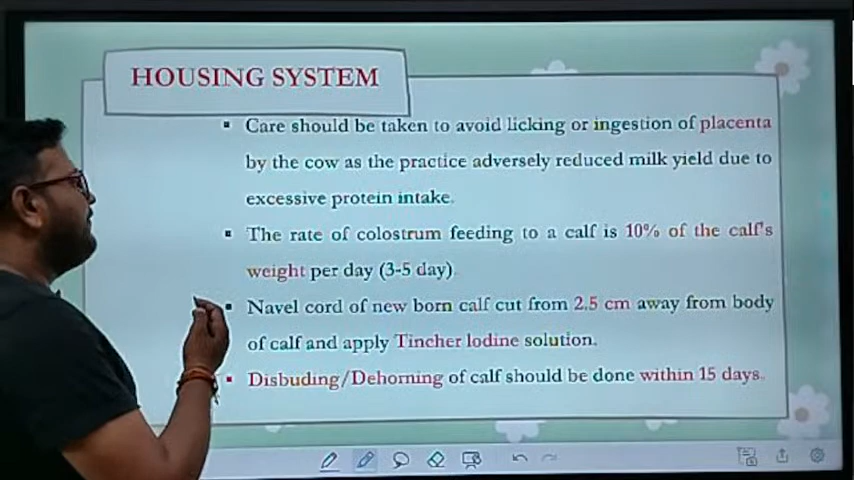 HOUSING SYSTEM
▪ Care should be taken to avoid licking or ingestion of placenta
by the cow as the practice adversely reduced milk yield due to
excessive protein intake.
▪ The rate of colostrum feeding to a calf is 10% of the calf's
weight per day (3-5 day)
▪ Navel cord of new born calf cut from 2.5 cm away from body
of calf and apply Tincher Iodine solution.
▪ Disbuding/Dehorning of calf should be done within 15 days..